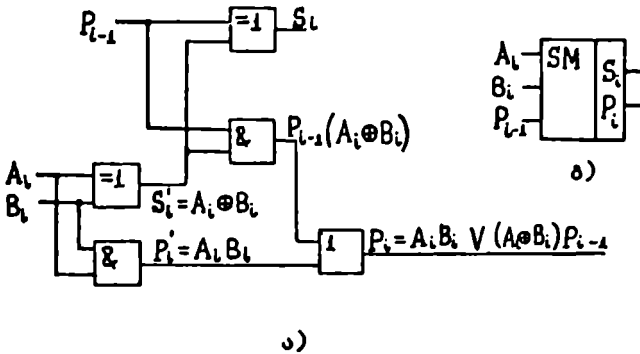 P_{i-1}
=1
S_i
&
P_{i-1}(A_i⊕B_i)
A_i
B_i
=1
S'_i=A_i⊕B_i
&
P'_i=A_iB_i
1
P_i=A_iB_i V (A_i⊕B_i)P_{i-1}
A_i
B_i
P_{i-1}
SM
S_i
P_i